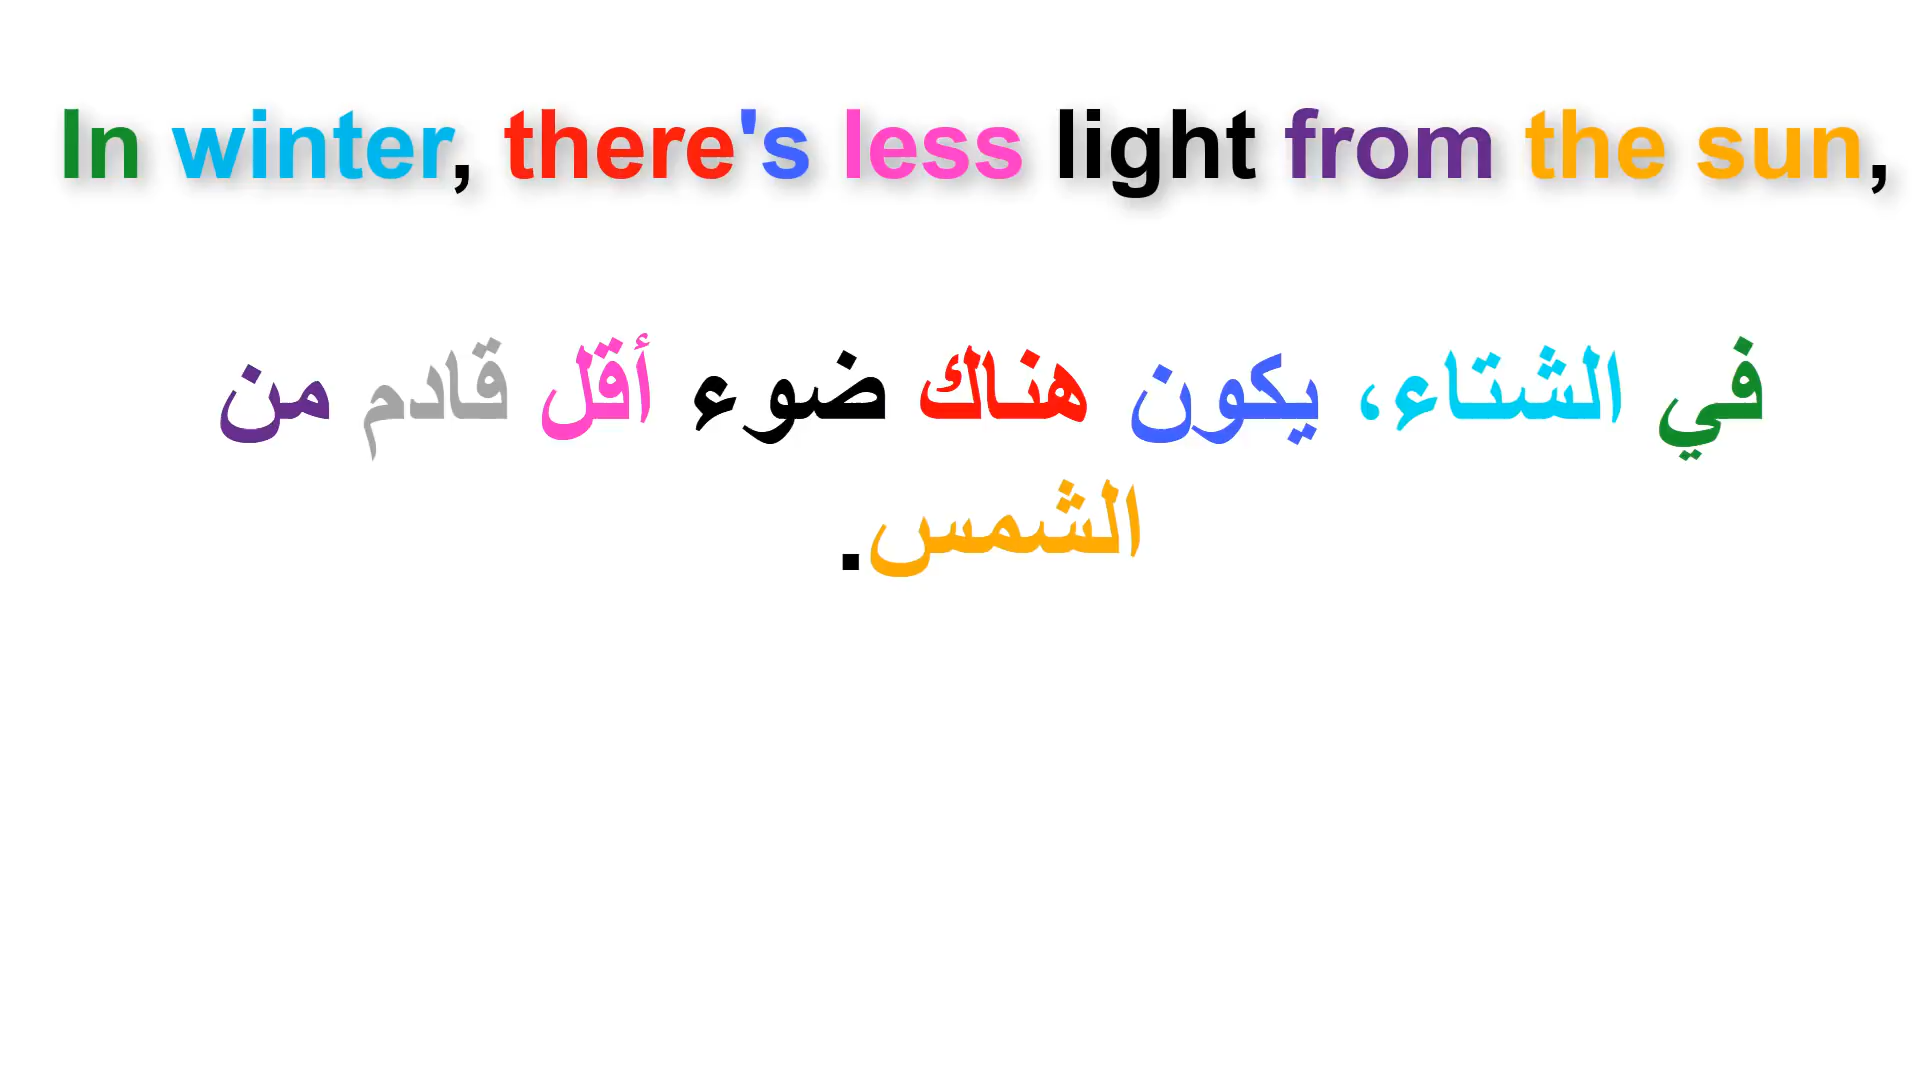 In winter, there's less light from the sun,
في الشتاء، يكون هناك ضوء أقل قادم من
الشمس.